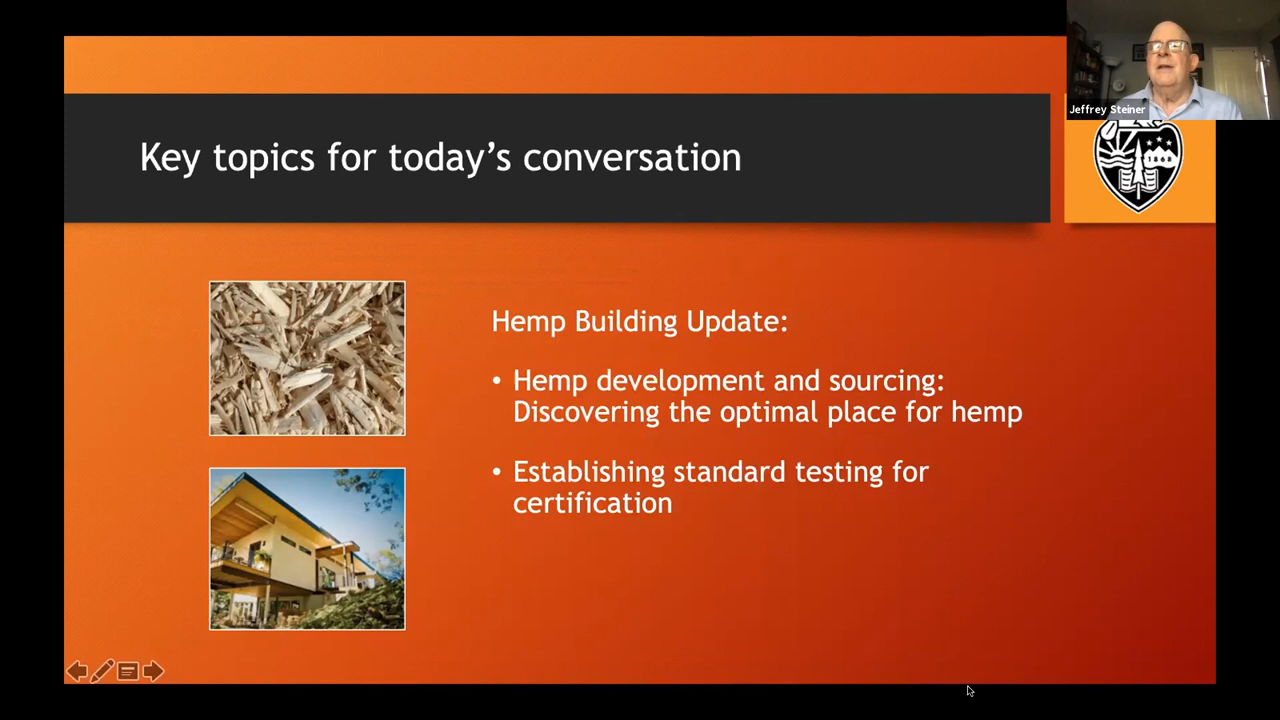 Jeffrey Steiner
Key topics for today's conversation
1868
Hemp Building Update:
• Hemp development and sourcing:
Discovering the optimal place for hemp
• Establishing standard testing for
certification